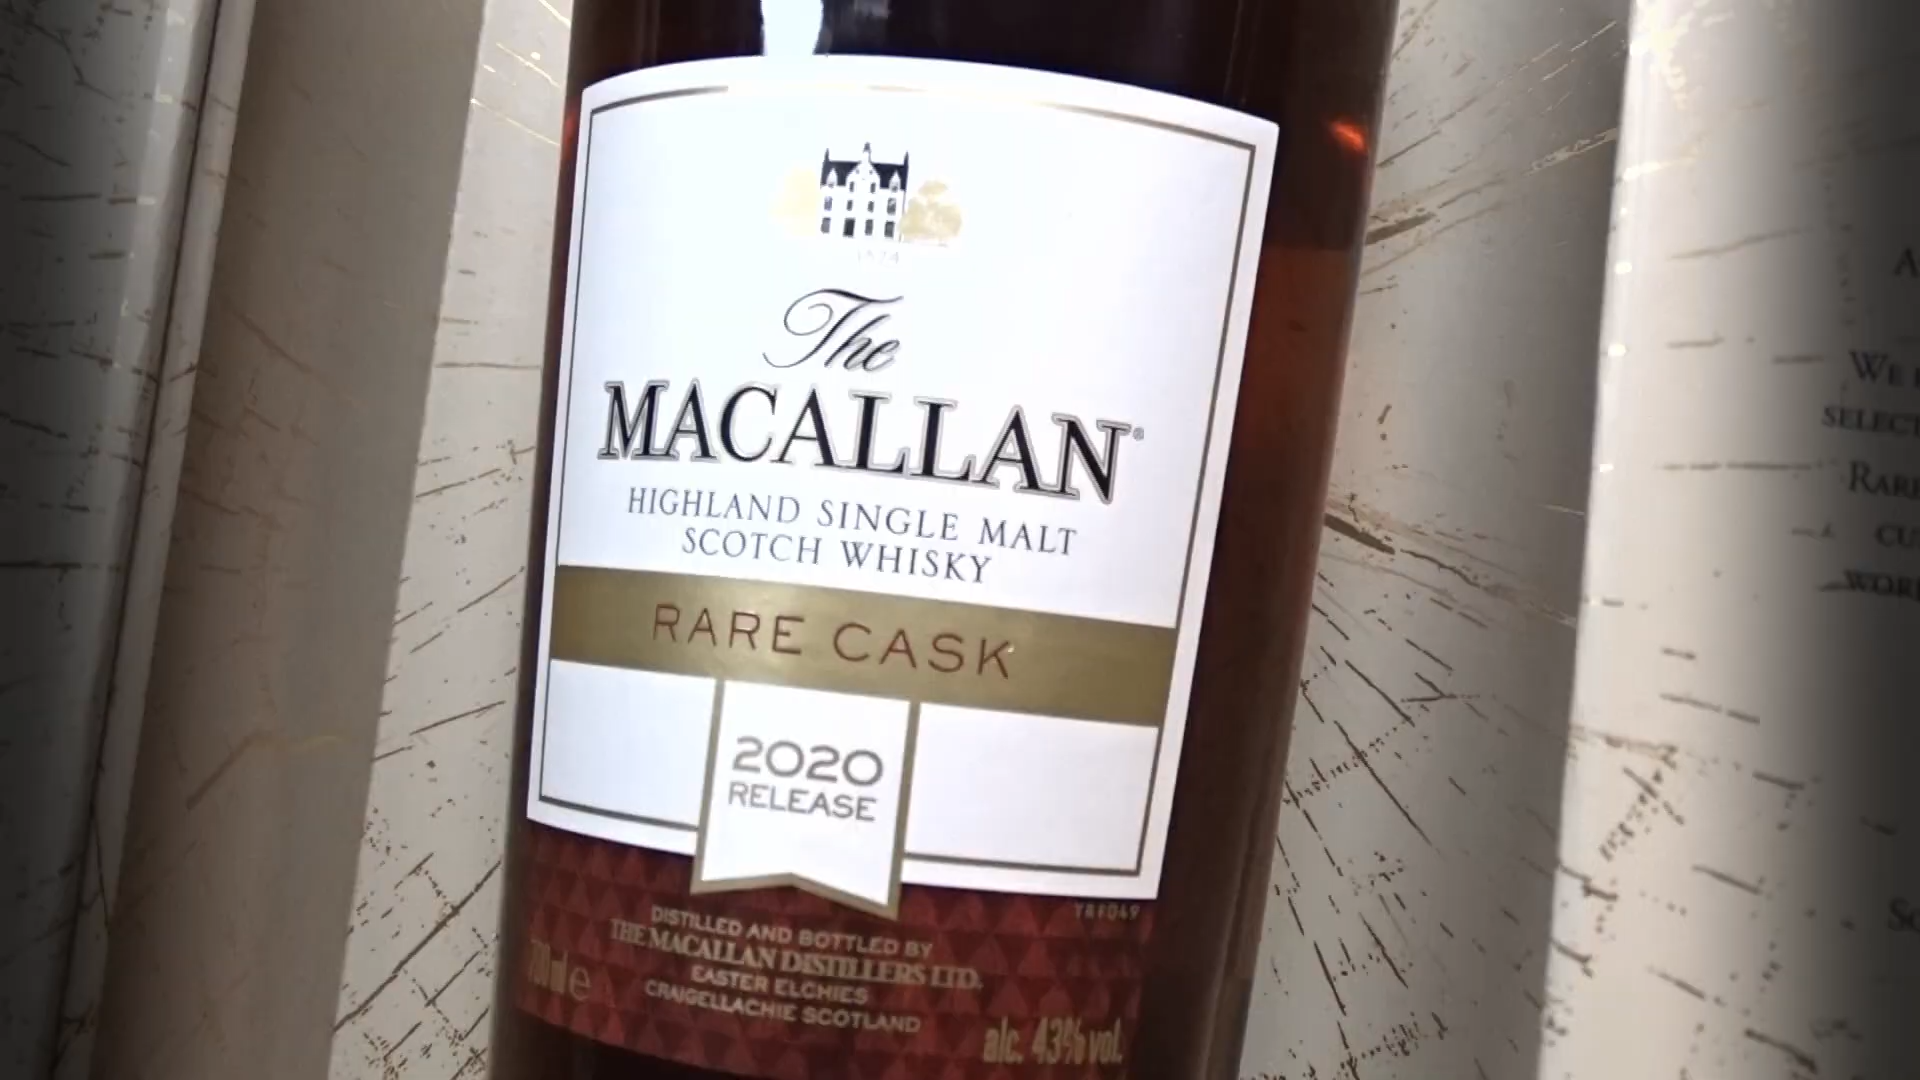 1824
The
MACALLAN®
HIGHLAND SINGLE MALT
SCOTCH WHISKY
RARE CASK
2020
RELEASE
DISTILLED AND BOTTLED BY
THE MACALLAN DISTILLERS LTD.
EASTER ELCHIES
CRAIGELLACHIE SCOTLAND
700ml e
alc. 43% vol.
WE
SELECT
RARE